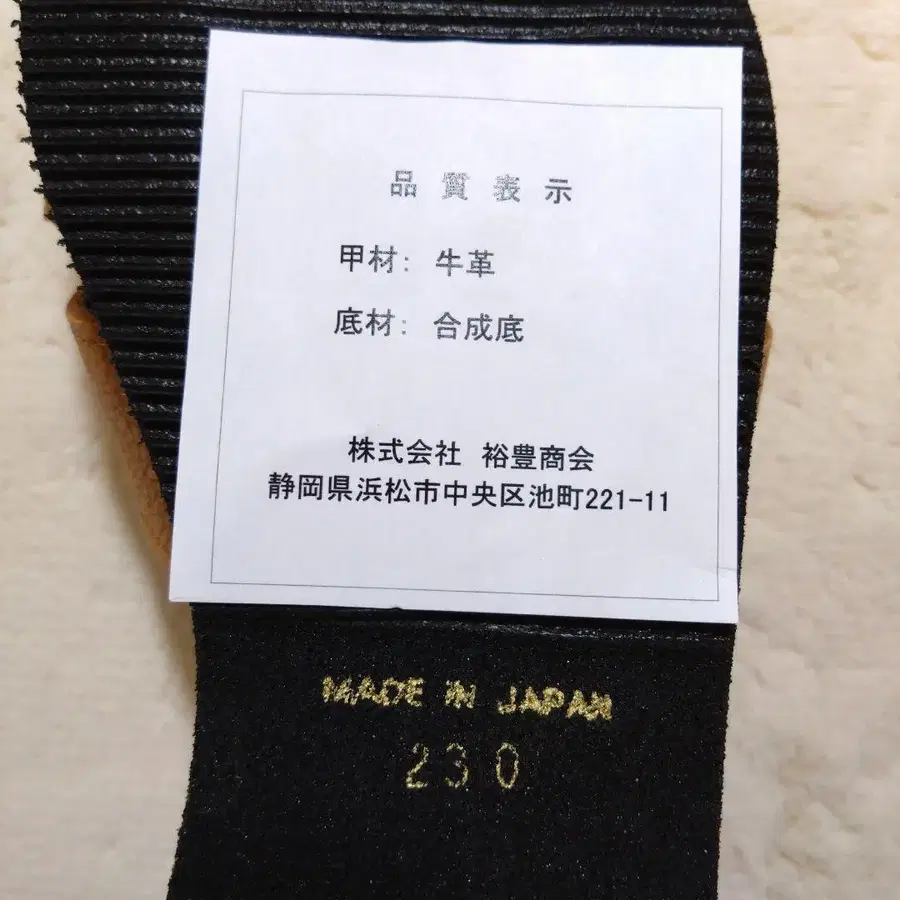 品質表示
甲材: 牛革
底材: 合成底
株式会社 裕豊商会
静岡県浜松市中央区池町221-11
MADE IN JAPAN
230